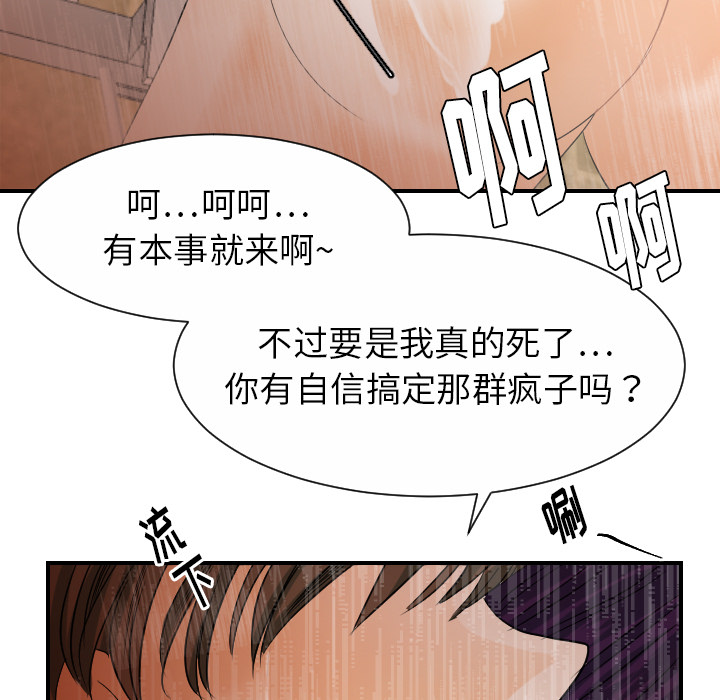 啊
啊
呵...呵呵...
有本事就来啊~
不过要是我真的死了...
你有自信搞定那群疯子吗？
唰
流下